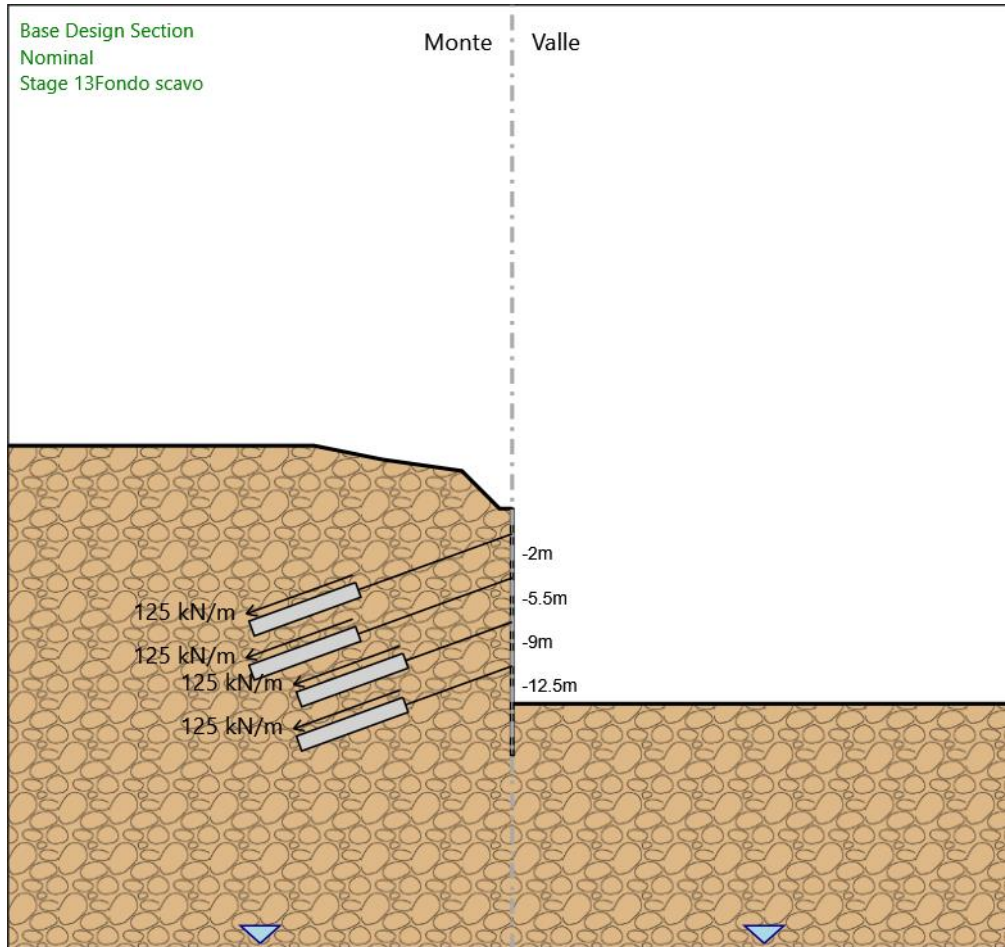 Base Design Section
Nominal
Stage 13Fondo scavo
Monte
Valle
-2m
-5.5m
-9m
-12.5m
125 kN/m
125 kN/m
125 kN/m
125 kN/m